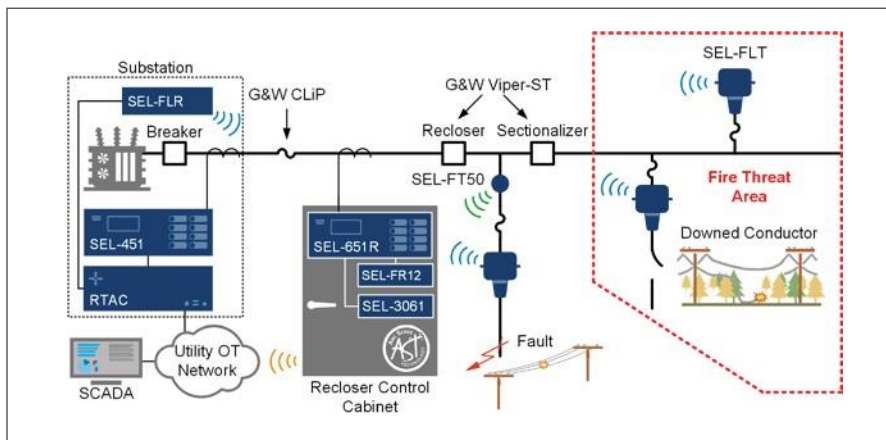 Substation
SEL-FLR
Breaker
G&W CLiP
G&W Viper-ST
Recloser
Sectionalizer
SEL-FT50
SEL-FLT
Fire Threat
Area
Downed Conductor
SEL-451
RTAC
SEL-651R
SEL-FR12
SEL-3061
AST
Recloser Control
Cabinet
Fault
Utility OT
Network
SCADA